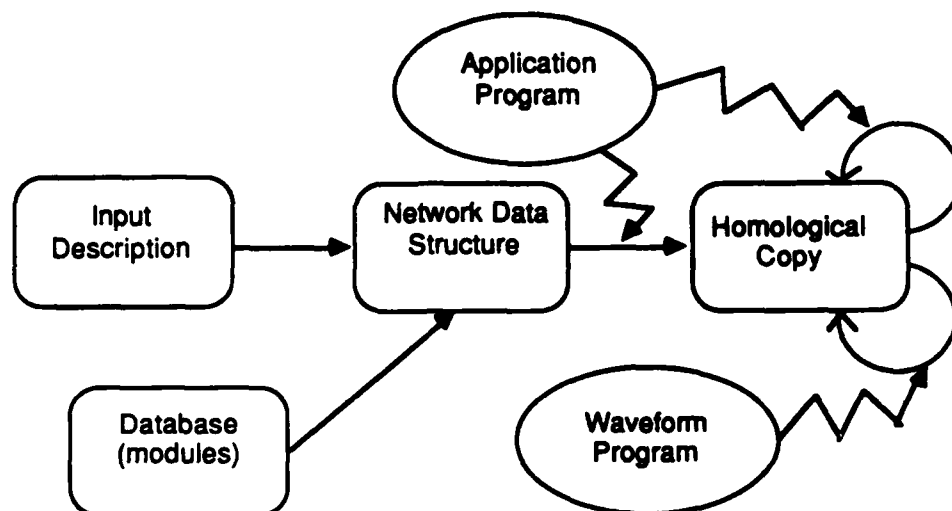 Application
Program
Input
Description
Network Data
Structure
Homological
Copy
Database
(modules)
Waveform
Program